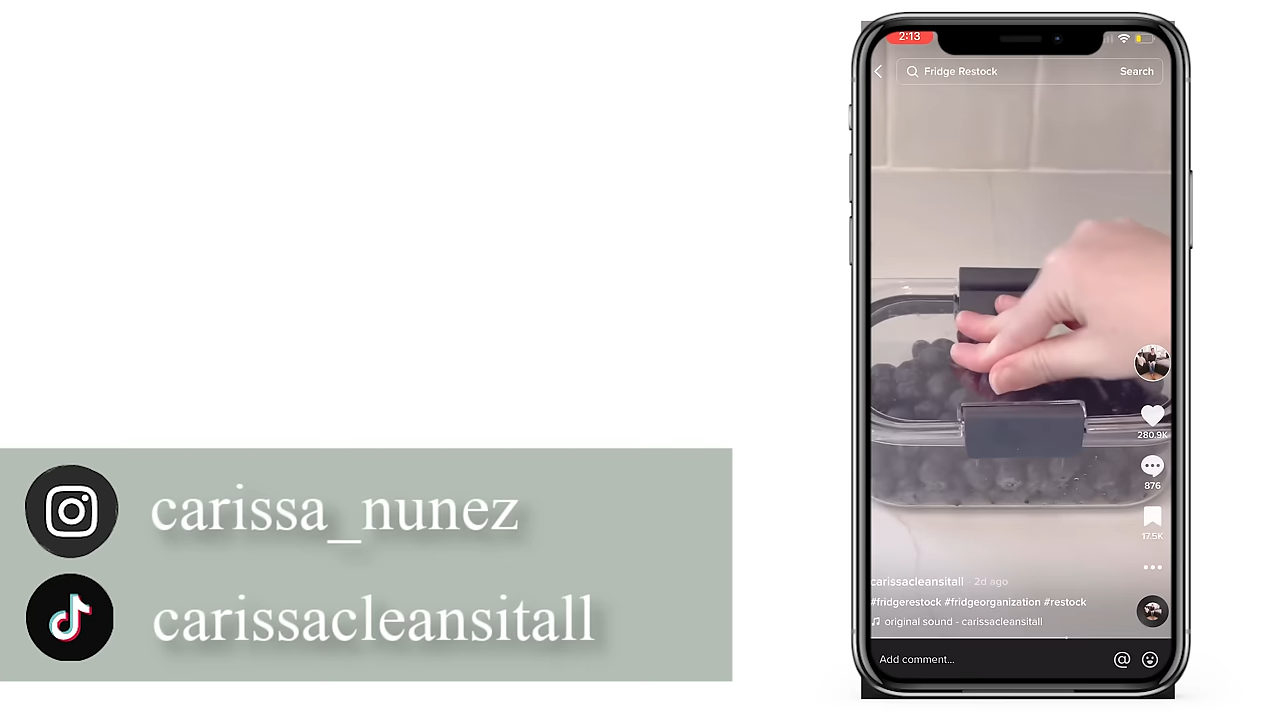 2:13
Fridge Restock Search
280.9K
876
17.5K
carissacleansitall · 2d ago
#fridgerestock #fridgeorganization #restock
original sound - carissacleansitall
Add comment...
carissa_nunez
carissacleansitall